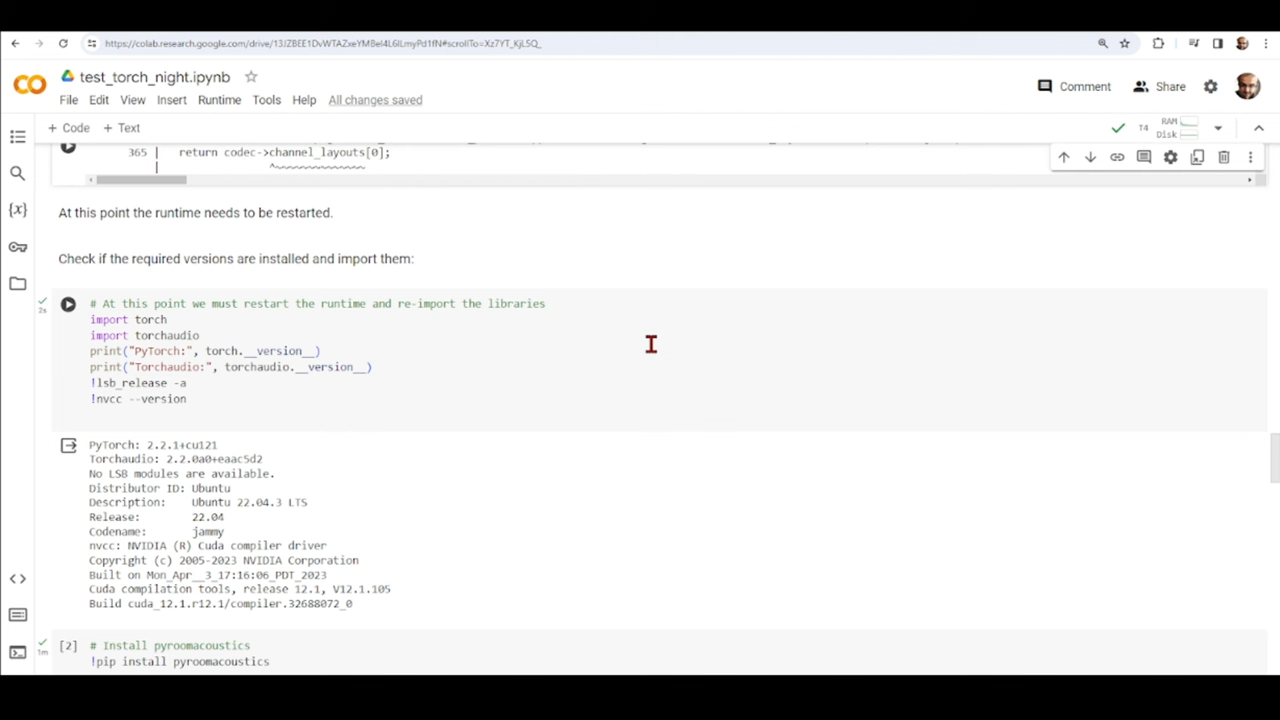 https://colab.research.google.com/drive/13JZBEE1DvWTAZxeYMBeI4L6ILmyPd1fN#scrollTo=Xz7YT_KjL5Q_
test_torch_night.ipynb
File Edit View Insert Runtime Tools Help All changes saved
Comment Share
+ Code + Text
T4 RAM
Disk
365 | return codec->channel_layouts[0];
| ^~~~~~~~~~~~~~~
At this point the runtime needs to be restarted.
Check if the required versions are installed and import them:
2s
# At this point we must restart the runtime and re-import the libraries
import torch
import torchaudio
print("PyTorch:", torch.__version__)
print("Torchaudio:", torchaudio.__version__)
!lsb_release -a
!nvcc --version
PyTorch: 2.2.1+cu121
Torchaudio: 2.2.0a0+eaac5d2
No LSB modules are available.
Distributor ID: Ubuntu
Description: Ubuntu 22.04.3 LTS
Release: 22.04
Codename: jammy
nvcc: NVIDIA (R) Cuda compiler driver
Copyright (c) 2005-2023 NVIDIA Corporation
Built on Mon_Apr__3_17:16:06_PDT_2023
Cuda compilation tools, release 12.1, V12.1.105
Build cuda_12.1.r12.1/compiler.32688072_0
1m
[2] # Install pyroomacoustics
!pip install pyroomacoustics